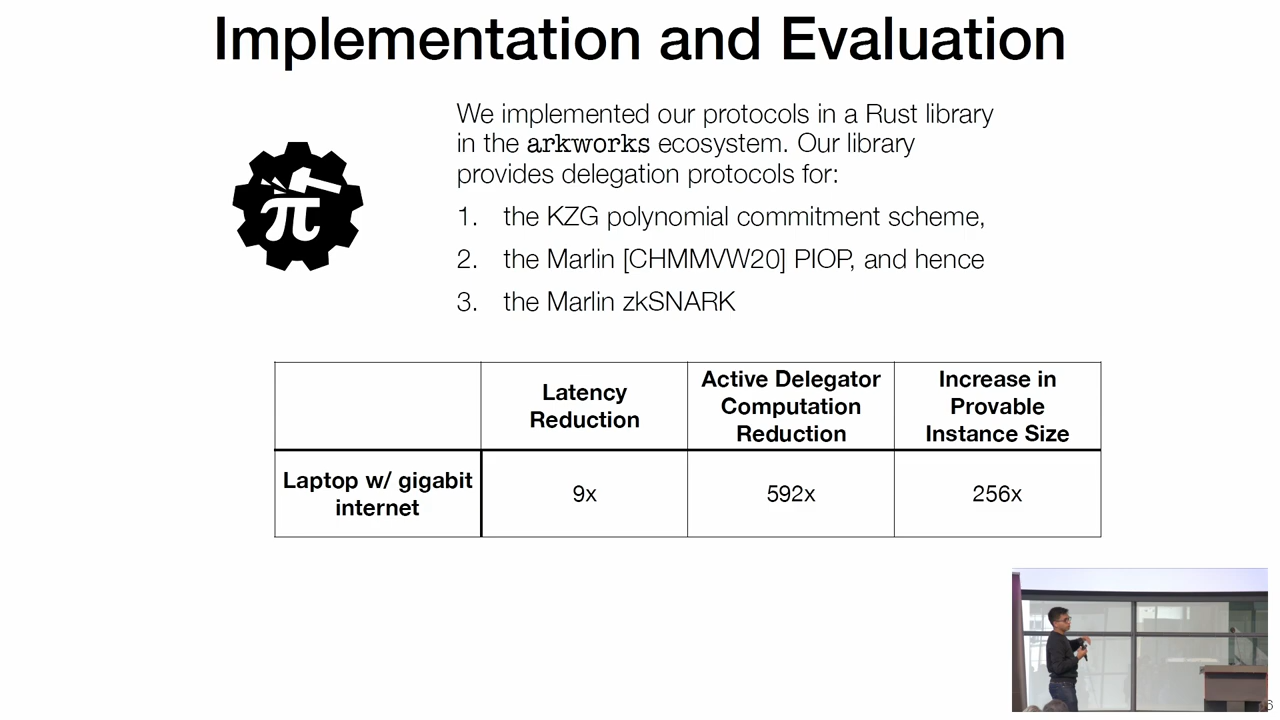 Implementation and Evaluation
We implemented our protocols in a Rust library
in the arkworks ecosystem. Our library
provides delegation protocols for:
1. the KZG polynomial commitment scheme,
2. the Marlin [CHMMVW20] PIOP, and hence
3. the Marlin zkSNARK
π
Latency
Reduction
Active Delegator
Computation
Reduction
Increase in
Provable
Instance Size
Laptop w/ gigabit
internet
9x
592x
256x